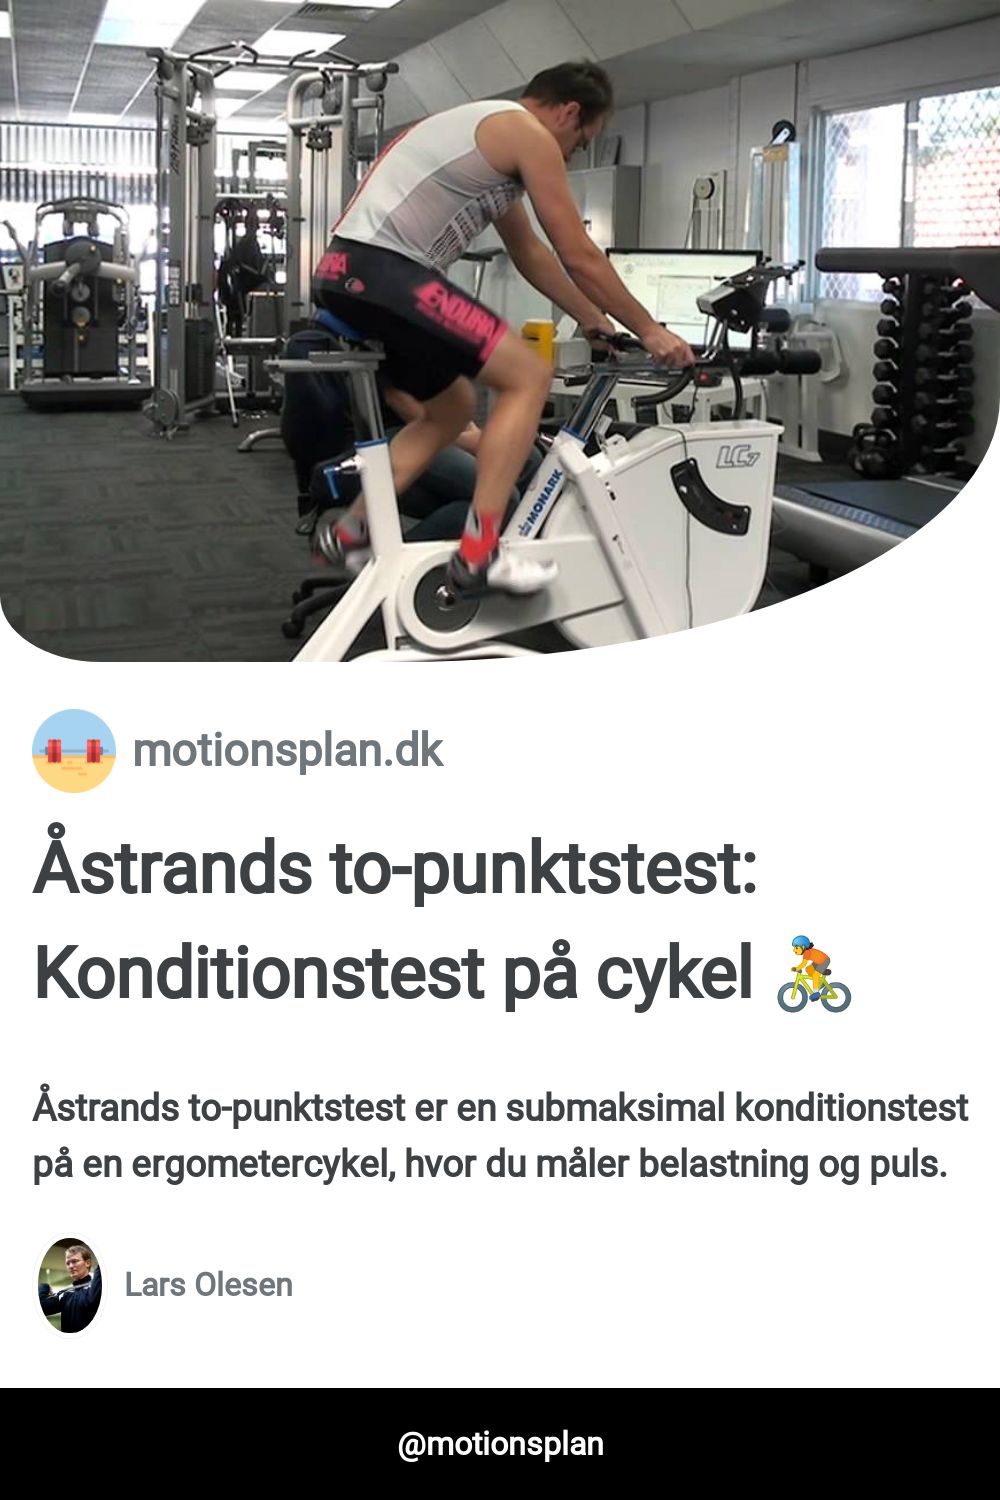 ENDURA
MONARK
LC7
motionsplan.dk
Åstrands to-punktstest:
Konditionstest på cykel
Åstrands to-punktstest er en submaksimal konditionstest
på en ergometercykel, hvor du måler belastning og puls.
Lars Olesen
@motionsplan